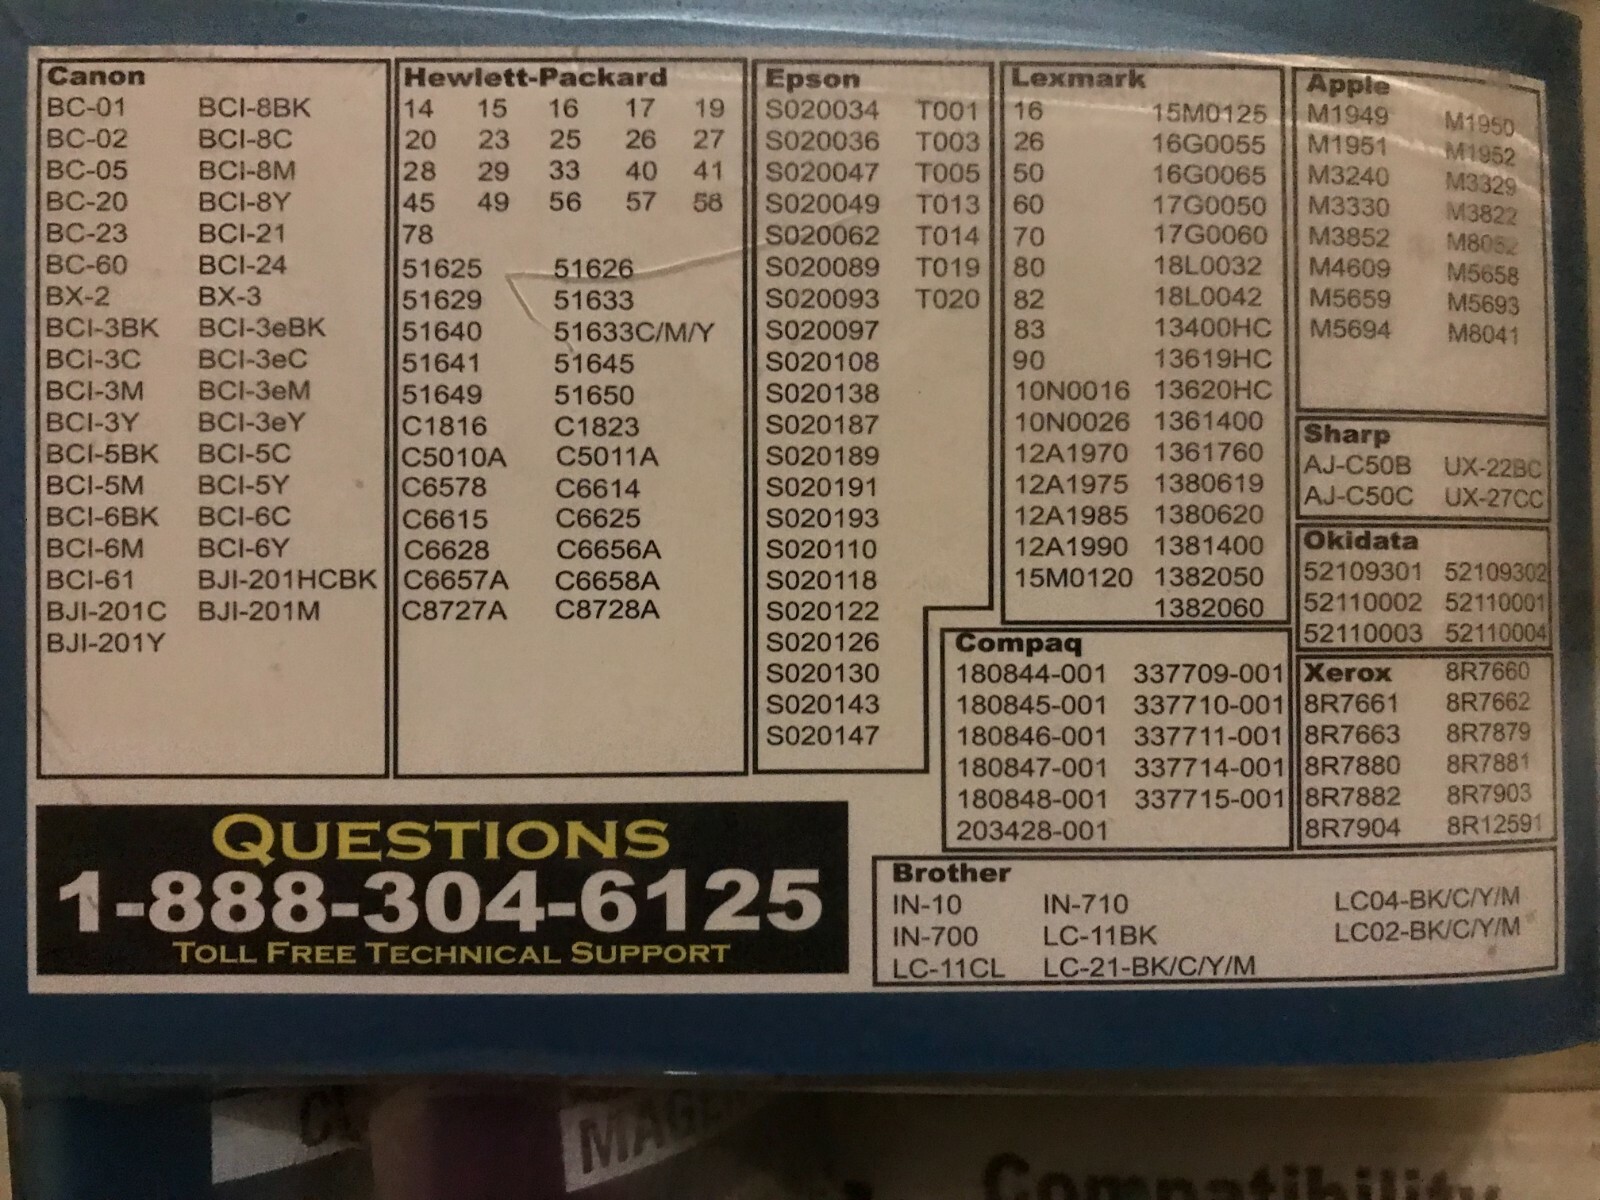 Canon
BC-01 BCI-8BK
BC-02 BCI-8C
BC-05 BCI-8M
BC-20 BCI-8Y
BC-23 BCI-21
BC-60 BCI-24
BX-2 BX-3
BCI-3BK BCI-3eBK
BCI-3C BCI-3eC
BCI-3M BCI-3eM
BCI-3Y BCI-3eY
BCI-5BK BCI-5C
BCI-5M BCI-5Y
BCI-6BK BCI-6C
BCI-6M BCI-6Y
BCI-61 BJI-201HCBK
BJI-201C BJI-201M
BJI-201Y
Hewlett-Packard
14 15 16 17 19
20 23 25 26 27
28 29 33 40 41
45 49 56 57 58
78
51625 51626
51629 51633
51640 51633C/M/Y
51641 51645
51649 51650
C1816 C1823
C5010A C5011A
C6578 C6614
C6615 C6625
C6628 C6656A
C6657A C6658A
C8727A C8728A
Epson
S020034 T001
S020036 T003
S020047 T005
S020049 T013
S020062 T014
S020089 T019
S020093 T020
S020097
S020108
S020138
S020187
S020189
S020191
S020193
S020110
S020118
S020122
S020126
S020130
S020143
S020147
Lexmark
16 15M0125
26 16G0055
50 16G0065
60 17G0050
70 17G0060
80 18L0032
82 18L0042
83 13400HC
90 13619HC
10N0016 13620HC
10N0026 1361400
12A1970 1361760
12A1975 1380619
12A1985 1380620
12A1990 1381400
15M0120 1382050
1382060
Apple
M1949 M1950
M1951 M1952
M3240 M3329
M3330 M3822
M3852 M8052
M4609 M5658
M5659 M5693
M5694 M8041
Sharp
AJ-C50B UX-22BC
AJ-C50C UX-27CC
Okidata
52109301 52109302
52110002 52110001
52110003 52110004
Compaq
180844-001 337709-001
180845-001 337710-001
180846-001 337711-001
180847-001 337714-001
180848-001 337715-001
203428-001
Xerox 8R7660
8R7661 8R7662
8R7663 8R7879
8R7880 8R7881
8R7882 8R7903
8R7904 8R12591
Brother
IN-10 IN-710 LC04-BK/C/Y/M
IN-700 LC-11BK LC02-BK/C/Y/M
LC-11CL LC-21-BK/C/Y/M
QUESTIONS
1-888-304-6125
TOLL FREE TECHNICAL SUPPORT
Compatibility